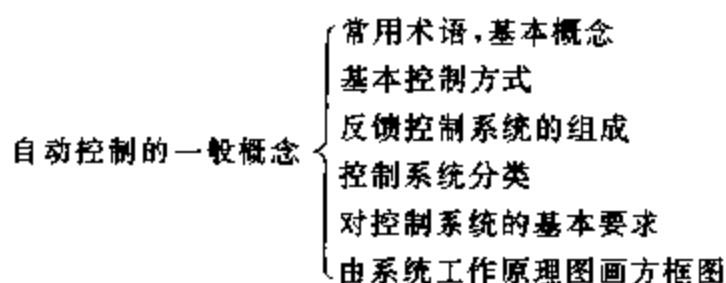 常用术语,基本概念
基本控制方式
反馈控制系统的组成
自动控制的一般概念
控制系统分类
对控制系统的基本要求
由系统工作原理图画方框图